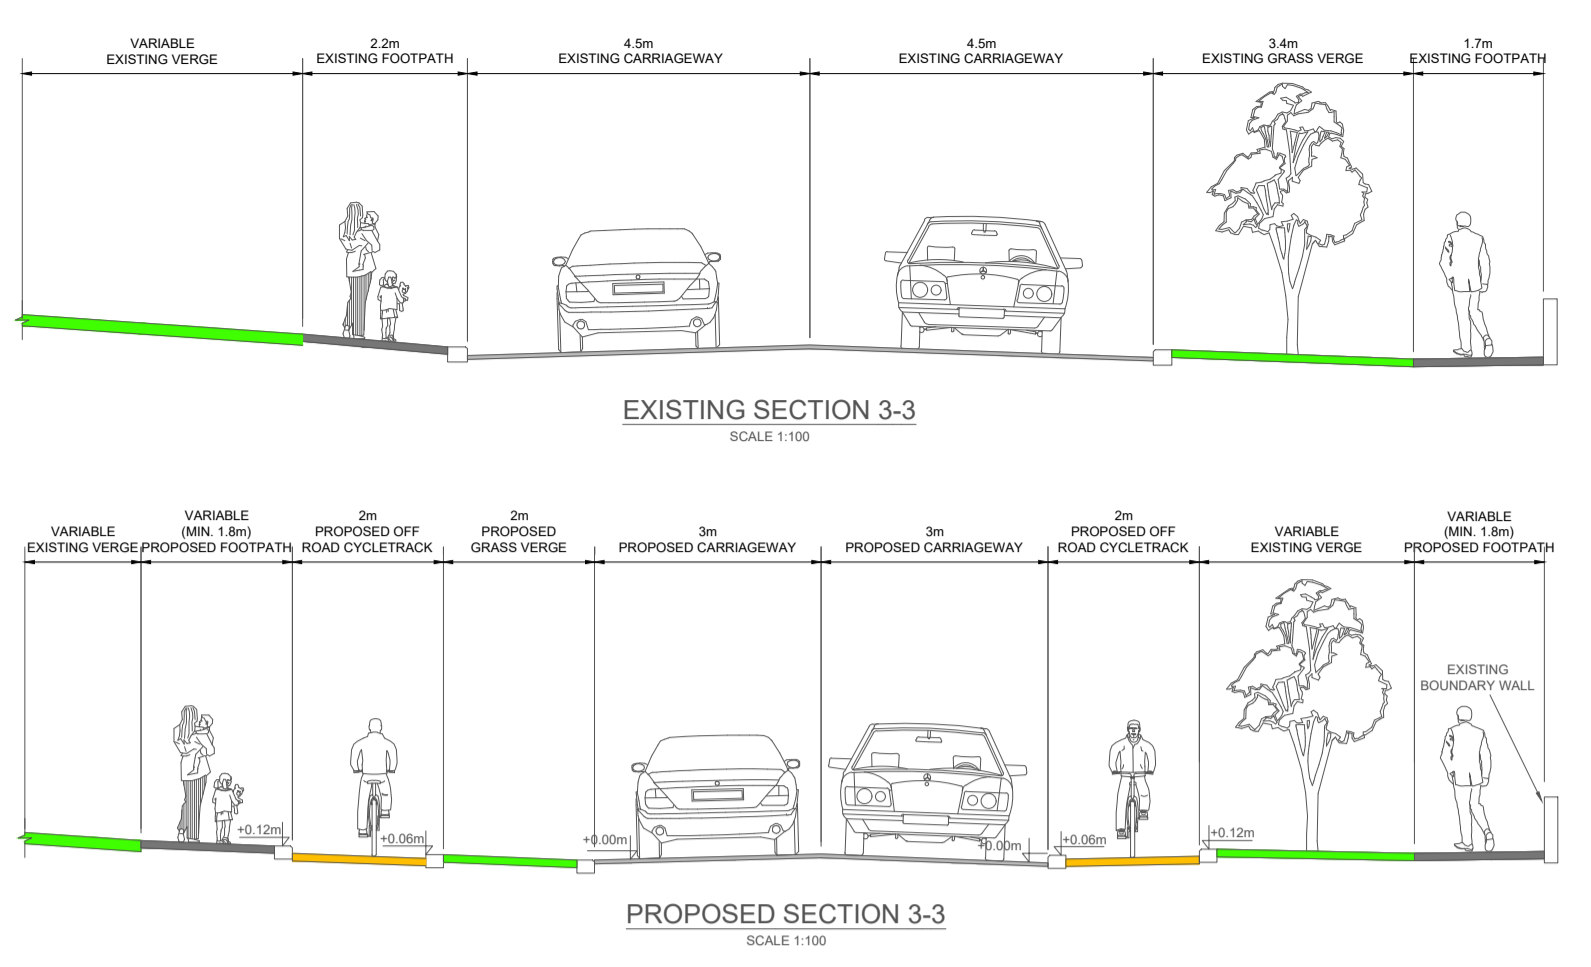 VARIABLE
EXISTING VERGE
2.2m
EXISTING FOOTPATH
4.5m
EXISTING CARRIAGEWAY
4.5m
EXISTING CARRIAGEWAY
3.4m
EXISTING GRASS VERGE
1.7m
EXISTING FOOTPATH
EXISTING SECTION 3-3
SCALE 1:100
VARIABLE
EXISTING VERGE
VARIABLE
(MIN. 1.8m)
PROPOSED FOOTPATH
2m
PROPOSED OFF
ROAD CYCLETRACK
2m
PROPOSED
GRASS VERGE
3m
PROPOSED CARRIAGEWAY
3m
PROPOSED CARRIAGEWAY
2m
PROPOSED OFF
ROAD CYCLETRACK
VARIABLE
EXISTING VERGE
VARIABLE
(MIN. 1.8m)
PROPOSED FOOTPATH
EXISTING
BOUNDARY WALL
+0.12m
+0.06m
+0.00m
+0.00m
+0.06m
+0.12m
PROPOSED SECTION 3-3
SCALE 1:100